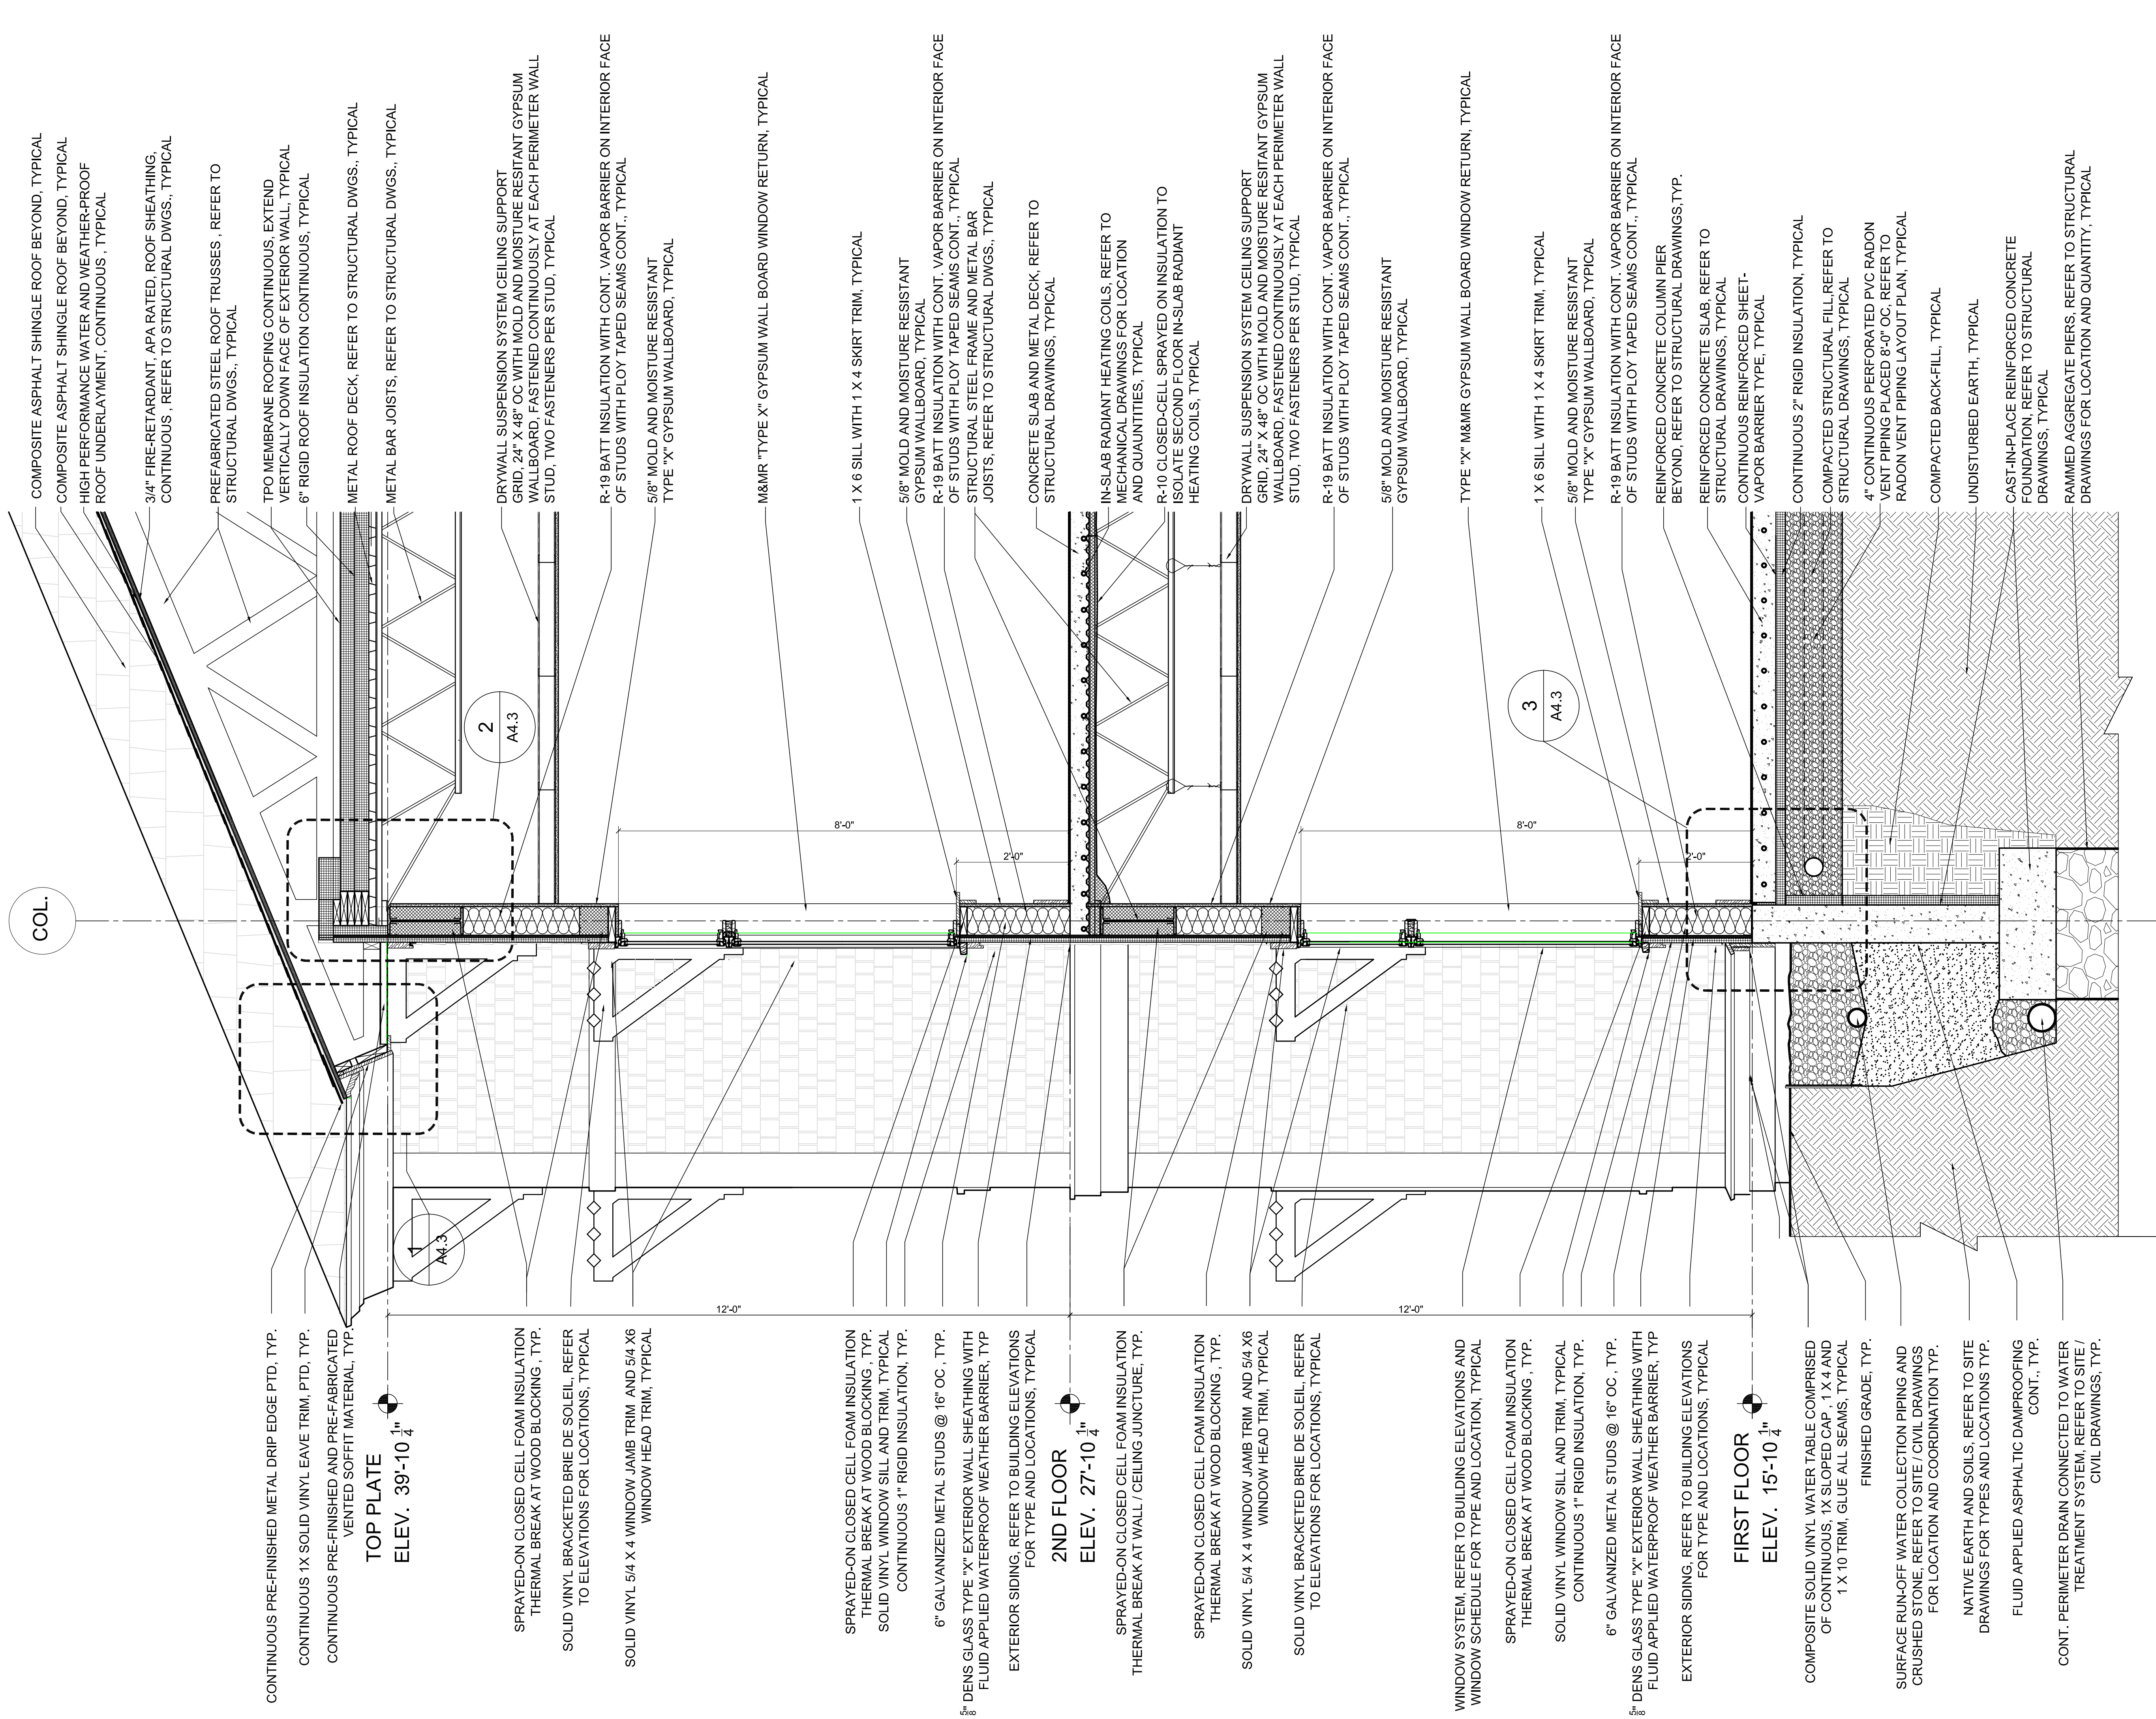 COL.
COMPOSITE ASPHALT SHINGLE ROOF BEYOND, TYPICAL
COMPOSITE ASPHALT SHINGLE ROOF BEYOND, TYPICAL
HIGH PERFORMANCE WATER AND WEATHER-PROOF
ROOF UNDERLAYMENT, CONTINUOUS , TYPICAL
3/4" FIRE-RETARDANT, APA RATED, ROOF SHEATHING,
CONTINUOUS , REFER TO STRUCTURAL DWGS., TYPICAL
PREFABRICATED STEEL ROOF TRUSSES , REFER TO
STRUCTURAL DWGS., TYPICAL
TPO MEMBRANE ROOFING CONTINUOUS, EXTEND
VERTICALLY DOWN FACE OF EXTERIOR WALL, TYPICAL
6" RIGID ROOF INSULATION CONTINUOUS, TYPICAL
METAL ROOF DECK, REFER TO STRUCTURAL DWGS., TYPICAL
METAL BAR JOISTS, REFER TO STRUCTURAL DWGS., TYPICAL
DRYWALL SUSPENSION SYSTEM CEILING SUPPORT
GRID, 24" X 48" OC WITH MOLD AND MOISTURE RESITANT GYPSUM
WALLBOARD, FASTENED CONTINUOUSLY AT EACH PERIMETER WALL
STUD, TWO FASTENERS PER STUD, TYPICAL
R-19 BATT INSULATION WITH CONT. VAPOR BARRIER ON INTERIOR FACE
OF STUDS WITH PLOY TAPED SEAMS CONT., TYPICAL
5/8" MOLD AND MOISTURE RESISTANT
TYPE "X" GYPSUM WALLBOARD, TYPICAL
M&MR "TYPE X" GYPSUM WALL BOARD WINDOW RETURN, TYPICAL
1 X 6 SILL WITH 1 X 4 SKIRT TRIM, TYPICAL
5/8" MOLD AND MOISTURE RESISTANT
GYPSUM WALLBOARD, TYPICAL
R-19 BATT INSULATION WITH CONT. VAPOR BARRIER ON INTERIOR FACE
OF STUDS WITH PLOY TAPED SEAMS CONT., TYPICAL
STRUCTURAL STEEL FRAME AND METAL BAR
JOISTS, REFER TO STRUCTURAL DWGS., TYPICAL
CONCRETE SLAB AND METAL DECK, REFER TO
STRUCTURAL DRAWINGS, TYPICAL
IN-SLAB RADIANT HEATING COILS, REFER TO
MECHANICAL DRAWINGS FOR LOCATION
AND QAUNTITIES, TYPICAL
R-10 CLOSED-CELL SPRAYED ON INSULATION TO
ISOLATE SECOND FLOOR IN-SLAB RADIANT
HEATING COILS, TYPICAL
DRYWALL SUSPENSION SYSTEM CEILING SUPPORT
GRID, 24" X 48" OC WITH MOLD AND MOISTURE RESITANT GYPSUM
WALLBOARD, FASTENED CONTINUOUSLY AT EACH PERIMETER WALL
STUD, TWO FASTENERS PER STUD, TYPICAL
R-19 BATT INSULATION WITH CONT. VAPOR BARRIER ON INTERIOR FACE
OF STUDS WITH PLOY TAPED SEAMS CONT., TYPICAL
5/8" MOLD AND MOISTURE RESISTANT
GYPSUM WALLBOARD, TYPICAL
TYPE "X" M&MR GYPSUM WALL BOARD WINDOW RETURN, TYPICAL
1 X 6 SILL WITH 1 X 4 SKIRT TRIM, TYPICAL
5/8" MOLD AND MOISTURE RESISTANT
TYPE "X" GYPSUM WALLBOARD, TYPICAL
R-19 BATT INSULATION WITH CONT. VAPOR BARRIER ON INTERIOR FACE
OF STUDS WITH PLOY TAPED SEAMS CONT., TYPICAL
REINFORCED CONCRETE COLUMN PIER
BEYOND, REFER TO STRUCTURAL DRAWINGS,TYP.
REINFORCED CONCRETE SLAB, REFER TO
STRUCTURAL DRAWINGS, TYPICAL
CONTINUOUS REINFORCED SHEET-
VAPOR BARRIER TYPE, TYPICAL
CONTINUOUS 2" RIGID INSULATION, TYPICAL
COMPACTED STRUCTURAL FILL,REFER TO
STRUCTURAL DRAWINGS, TYPICAL
4" CONTINUOUS PERFORATED PVC RADON
VENT PIPING PLACED 8'-0" OC, REFER TO
RADON VENT PIPING LAYOUT PLAN, TYPICAL
COMPACTED BACK-FILL, TYPICAL
UNDISTURBED EARTH, TYPICAL
CAST-IN-PLACE REINFORCED CONCRETE
FOUNDATION, REFER TO STRUCTURAL
DRAWINGS, TYPICAL
RAMMED AGGREGATE PIERS, REFER TO STRUCTURAL
DRAWINGS FOR LOCATION AND QUANTITY, TYPICAL
2
A4.3
3
A4.3
8'-0"
2'-0"
8'-0"
2'-0"
1
A4.3
12'-0"
12'-0"
CONTINUOUS PRE-FINISHED METAL DRIP EDGE PTD, TYP.
CONTINUOUS 1X SOLID VINYL EAVE TRIM, PTD, TYP.
CONTINUOUS PRE-FINISHED AND PRE-FABRICATED
VENTED SOFFIT MATERIAL, TYP.
TOP PLATE
ELEV. 39'-10 1/4"
SPRAYED-ON CLOSED CELL FOAM INSULATION
THERMAL BREAK AT WOOD BLOCKING , TYP.
SOLID VINYL BRACKETED BRIE DE SOLEIL, REFER
TO ELEVATIONS FOR LOCATIONS, TYPICAL
SOLID VINYL 5/4 X 4 WINDOW JAMB TRIM AND 5/4 X6
WINDOW HEAD TRIM, TYPICAL
SPRAYED-ON CLOSED CELL FOAM INSULATION
THERMAL BREAK AT WOOD BLOCKING , TYP.
SOLID VINYL WINDOW SILL AND TRIM, TYPICAL
CONTINUOUS 1" RIGID INSULATION, TYP.
6" GALVANIZED METAL STUDS @ 16" OC , TYP.
5/8" DENS GLASS TYPE "X" EXTERIOR WALL SHEATHING WITH
FLUID APPLIED WATERPROOF WEATHER BARRIER, TYP
EXTERIOR SIDING, REFER TO BUILDING ELEVATIONS
FOR TYPE AND LOCATIONS, TYPICAL
2ND FLOOR
ELEV. 27'-10 1/4"
SPRAYED-ON CLOSED CELL FOAM INSULATION
THERMAL BREAK AT WALL / CEILING JUNCTURE, TYP.
SPRAYED-ON CLOSED CELL FOAM INSULATION
THERMAL BREAK AT WOOD BLOCKING , TYP.
SOLID VINYL 5/4 X 4 WINDOW JAMB TRIM AND 5/4 X6
WINDOW HEAD TRIM, TYPICAL
SOLID VINYL BRACKETED BRIE DE SOLEIL, REFER
TO ELEVATIONS FOR LOCATIONS, TYPICAL
WINDOW SYSTEM, REFER TO BUILDING ELEVATIONS AND
WINDOW SCHEDULE FOR TYPE AND LOCATION, TYPICAL
SPRAYED-ON CLOSED CELL FOAM INSULATION
THERMAL BREAK AT WOOD BLOCKING , TYP.
SOLID VINYL WINDOW SILL AND TRIM, TYPICAL
CONTINUOUS 1" RIGID INSULATION, TYP.
6" GALVANIZED METAL STUDS @ 16" OC , TYP.
5/8" DENS GLASS TYPE "X" EXTERIOR WALL SHEATHING WITH
FLUID APPLIED WATERPROOF WEATHER BARRIER, TYP
EXTERIOR SIDING, REFER TO BUILDING ELEVATIONS
FOR TYPE AND LOCATIONS, TYPICAL
FIRST FLOOR
ELEV. 15'-10 1/4"
COMPOSITE SOLID VINYL WATER TABLE COMPRISED
OF CONTINUOUS, 1X SLOPED CAP , 1 X 4 AND
1 X 10 TRIM, GLUE ALL SEAMS, TYPICAL
FINISHED GRADE, TYP.
SURFACE RUN-OFF WATER COLLECTION PIPING AND
CRUSHED STONE, REFER TO SITE / CIVIL DRAWINGS
FOR LOCATION AND COORDINATION TYP.
NATIVE EARTH AND SOILS, REFER TO SITE
DRAWINGS FOR TYPES AND LOCATIONS TYP.
FLUID APPLIED ASPHALTIC DAMPROOFING
CONT., TYP.
CONT. PERIMETER DRAIN CONNECTED TO WATER
TREATMENT SYSTEM, REFER TO SITE /
CIVIL DRAWINGS, TYP.